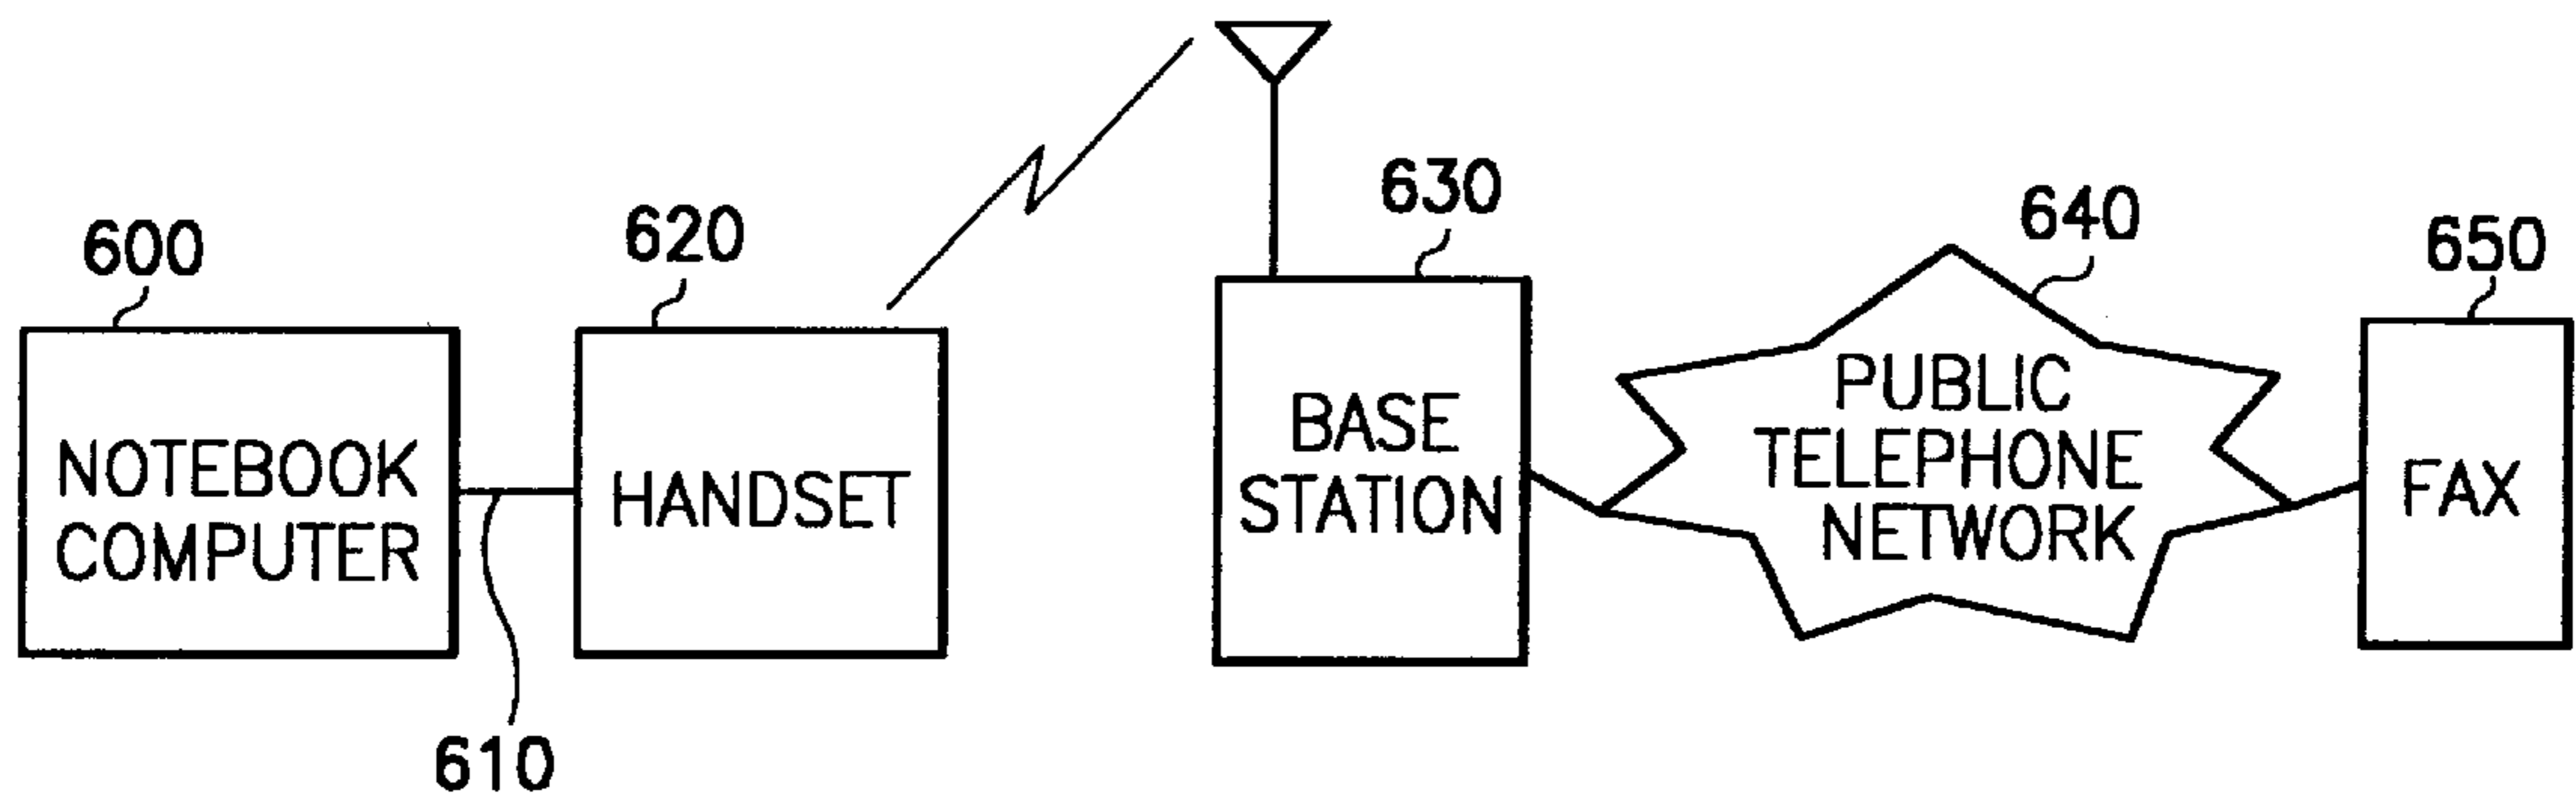 600
620
630
640
650
NOTEBOOK
COMPUTER
HANDSET
BASE
STATION
PUBLIC
TELEPHONE
NETWORK
FAX
610